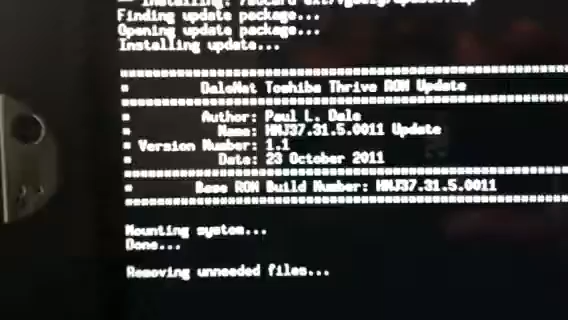 -- Installing: /sdcard
Finding update package...
Opening update package...
Installing update...
* DaleNet Toshiba Thrive ROM Update
* Author: Paul L. Dale
* Name: HMJ37.31.5.0011 Update
* Version Number: 1.1
* Date: 23 October 2011
* Base ROM Build Number: HMJ37.31.5.0011
Mounting system...
Done...
Removing unneeded files...